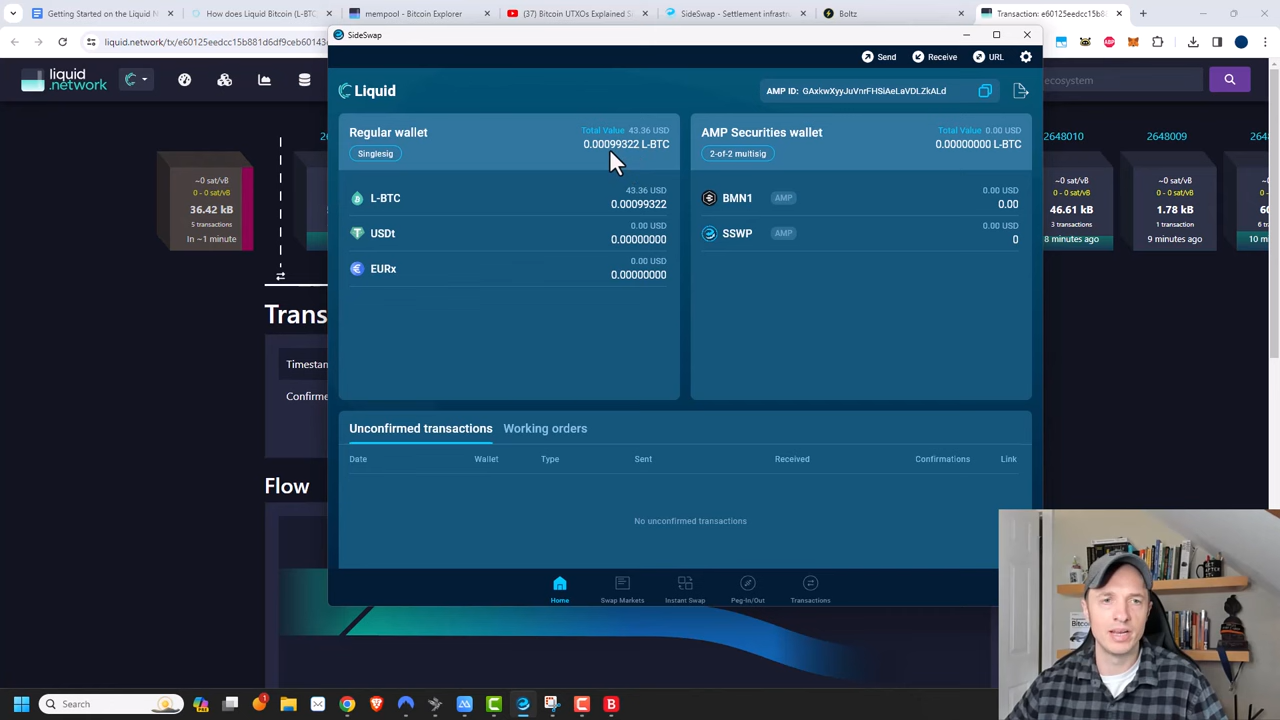 Getting Started on the Liquid N
How does Liquid Bitcoin (L-BTC)
mempool - Bitcoin Explorer
(37) Bitcoin UTXOs Explained S
SideSwap - Settlement infrastru
Boltz
Transaction: e60125eecc15b88
liquid.network/tx/e60125eecc15b881d6df9eb6014
SideSwap
Send
Receive
URL
liquid.network
Liquid
AMP ID: GAxkwXyyJuVnrFHSiAeLaVDLZkALd
ecosystem
Regular wallet
Total Value 43.36 USD
0.00099322 L-BTC
Singlesig
AMP Securities wallet
Total Value 0.00 USD
0.00000000 L-BTC
2-of-2 multisig
2648010
2648009
~0 sat/vB
0 - 0 sat/vB
36.42 kB
5 transactions
In ~1 minute
L-BTC
43.36 USD
0.00099322
USDt
0.00 USD
0.00000000
EURx
0.00 USD
0.00000000
BMN1
AMP
0.00 USD
0.00
SSWP
AMP
0.00 USD
0
~0 sat/vB
0 - 0 sat/vB
46.61 kB
3 transactions
8 minutes ago
~0 sat/vB
0 - 0 sat/vB
1.78 kB
1 transaction
9 minutes ago
Trans
Timestam
Confirme
Flow
Unconfirmed transactions
Working orders
Date
Wallet
Type
Sent
Received
Confirmations
Link
No unconfirmed transactions
Home
Swap Markets
Instant Swap
Peg-In/Out
Transactions
Search